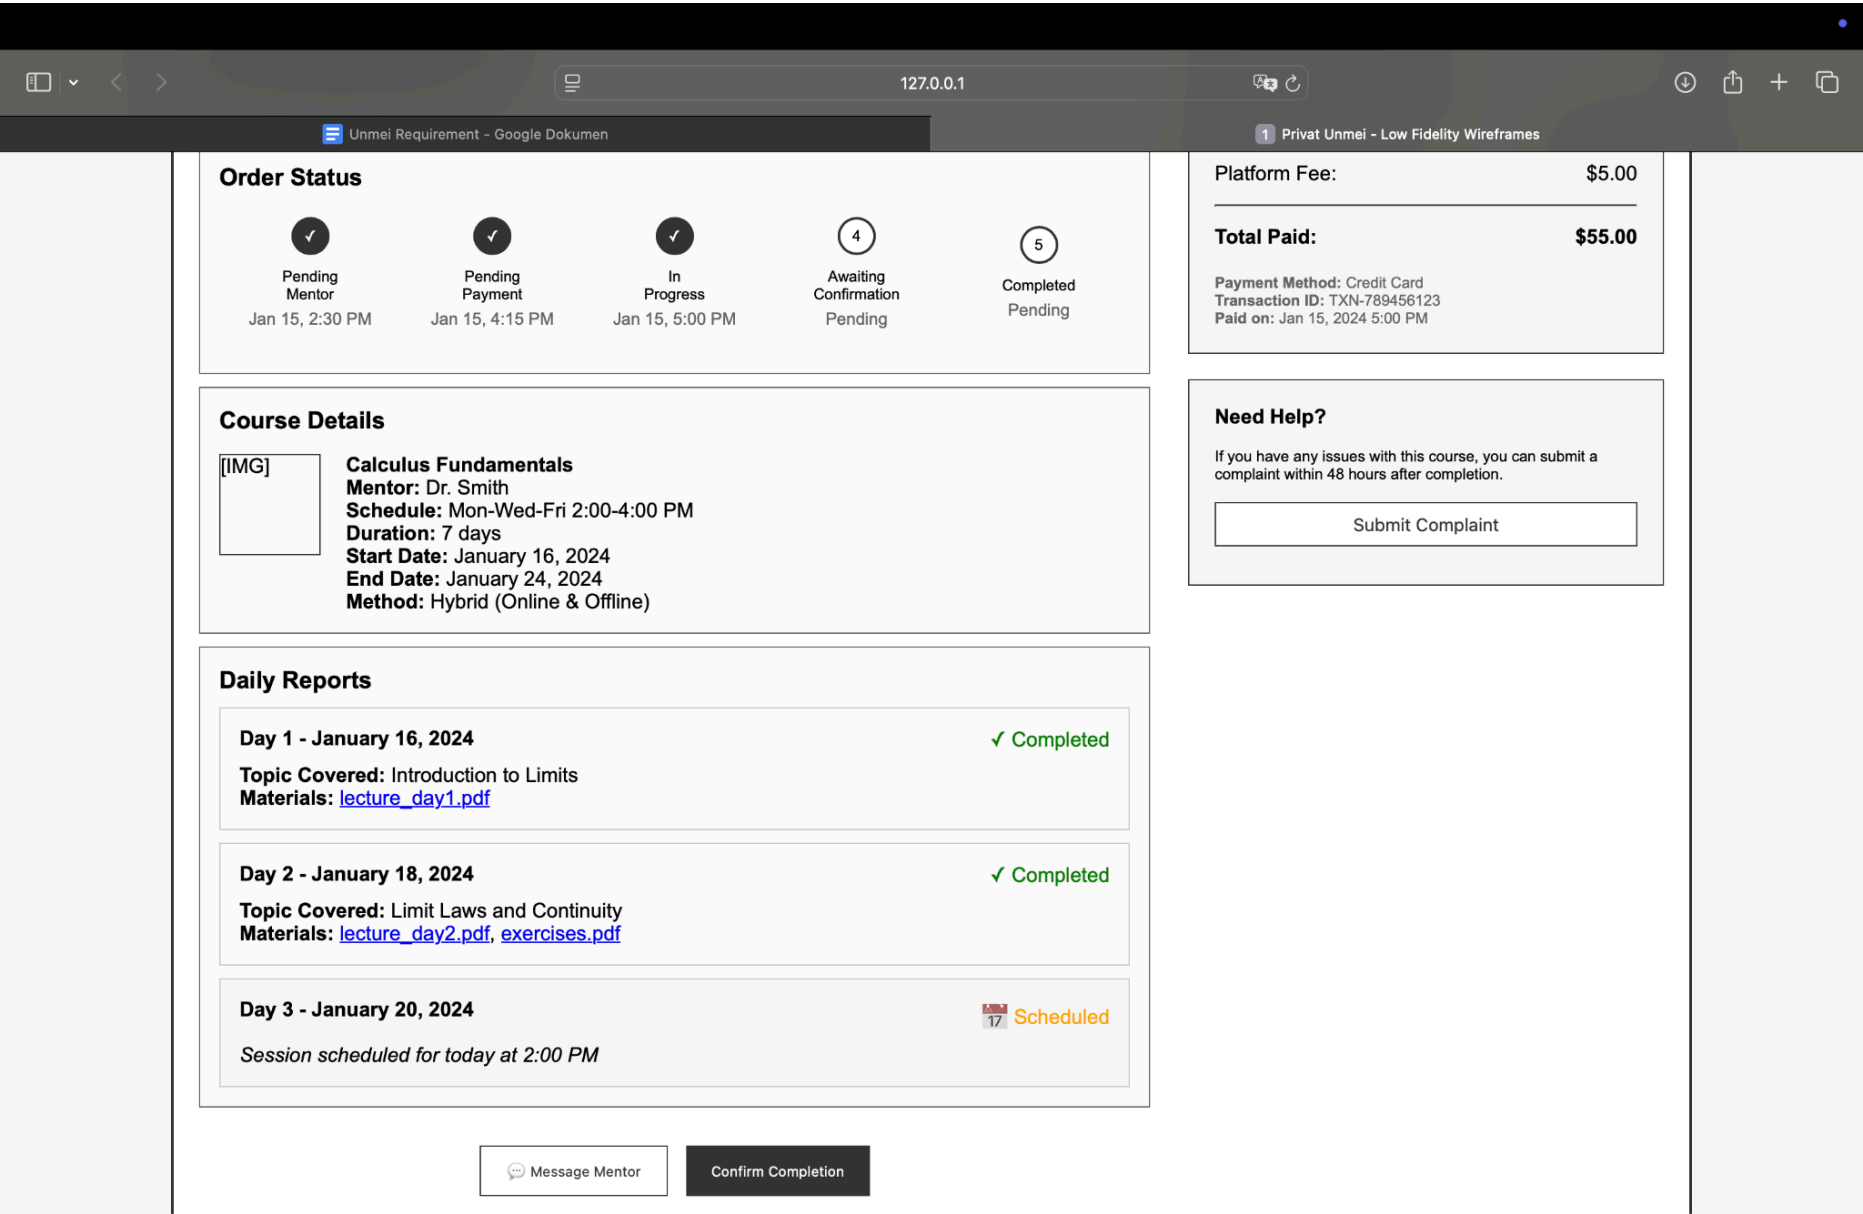 127.0.0.1
Unmei Requirement - Google Dokumen
1 Privat Unmei - Low Fidelity Wireframes
Order Status
✓
✓
✓
4
5
Pending
Mentor
Jan 15, 2:30 PM
Pending
Payment
Jan 15, 4:15 PM
In
Progress
Jan 15, 5:00 PM
Awaiting
Confirmation
Pending
Completed
Pending
Course Details
[IMG]
Calculus Fundamentals
Mentor: Dr. Smith
Schedule: Mon-Wed-Fri 2:00-4:00 PM
Duration: 7 days
Start Date: January 16, 2024
End Date: January 24, 2024
Method: Hybrid (Online & Offline)
Daily Reports
Day 1 - January 16, 2024
✓ Completed
Topic Covered: Introduction to Limits
Materials: lecture_day1.pdf
Day 2 - January 18, 2024
✓ Completed
Topic Covered: Limit Laws and Continuity
Materials: lecture_day2.pdf, exercises.pdf
Day 3 - January 20, 2024
📅 Scheduled
Session scheduled for today at 2:00 PM
💬 Message Mentor
Confirm Completion
Platform Fee: $5.00
Total Paid: $55.00
Payment Method: Credit Card
Transaction ID: TXN-789456123
Paid on: Jan 15, 2024 5:00 PM
Need Help?
If you have any issues with this course, you can submit a
complaint within 48 hours after completion.
Submit Complaint